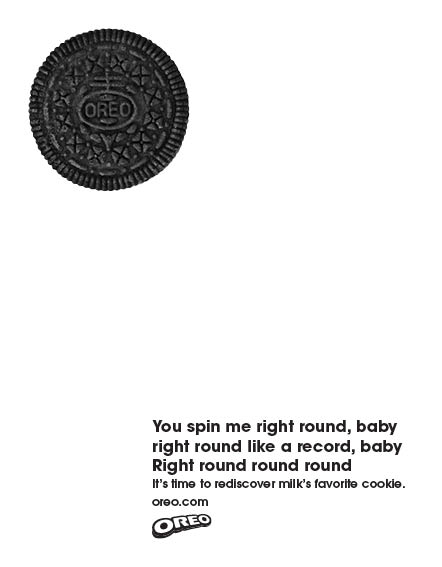 OREO
You spin me right round, baby
right round like a record, baby
Right round round round
It's time to rediscover milk's favorite cookie.
oreo.com
OREO